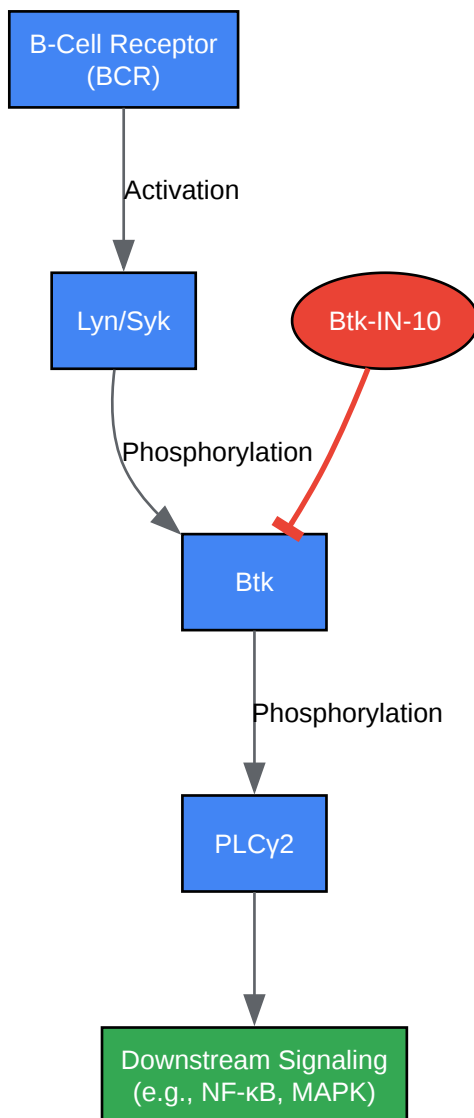 B-Cell Receptor
(BCR)
Activation
Lyn/Syk
Btk-IN-10
Phosphorylation
Btk
Phosphorylation
PLCγ2
Downstream Signaling
(e.g., NF-κB, MAPK)